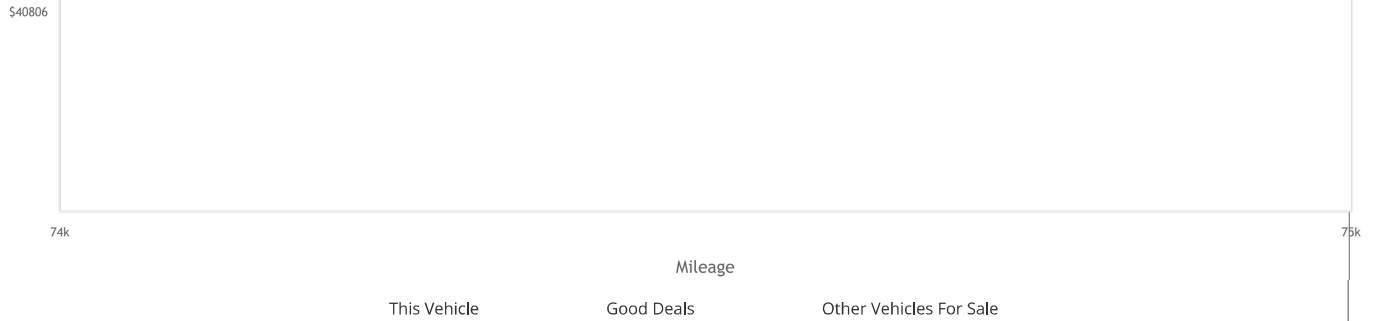 $40806
74k
75k
Mileage
This Vehicle
Good Deals
Other Vehicles For Sale